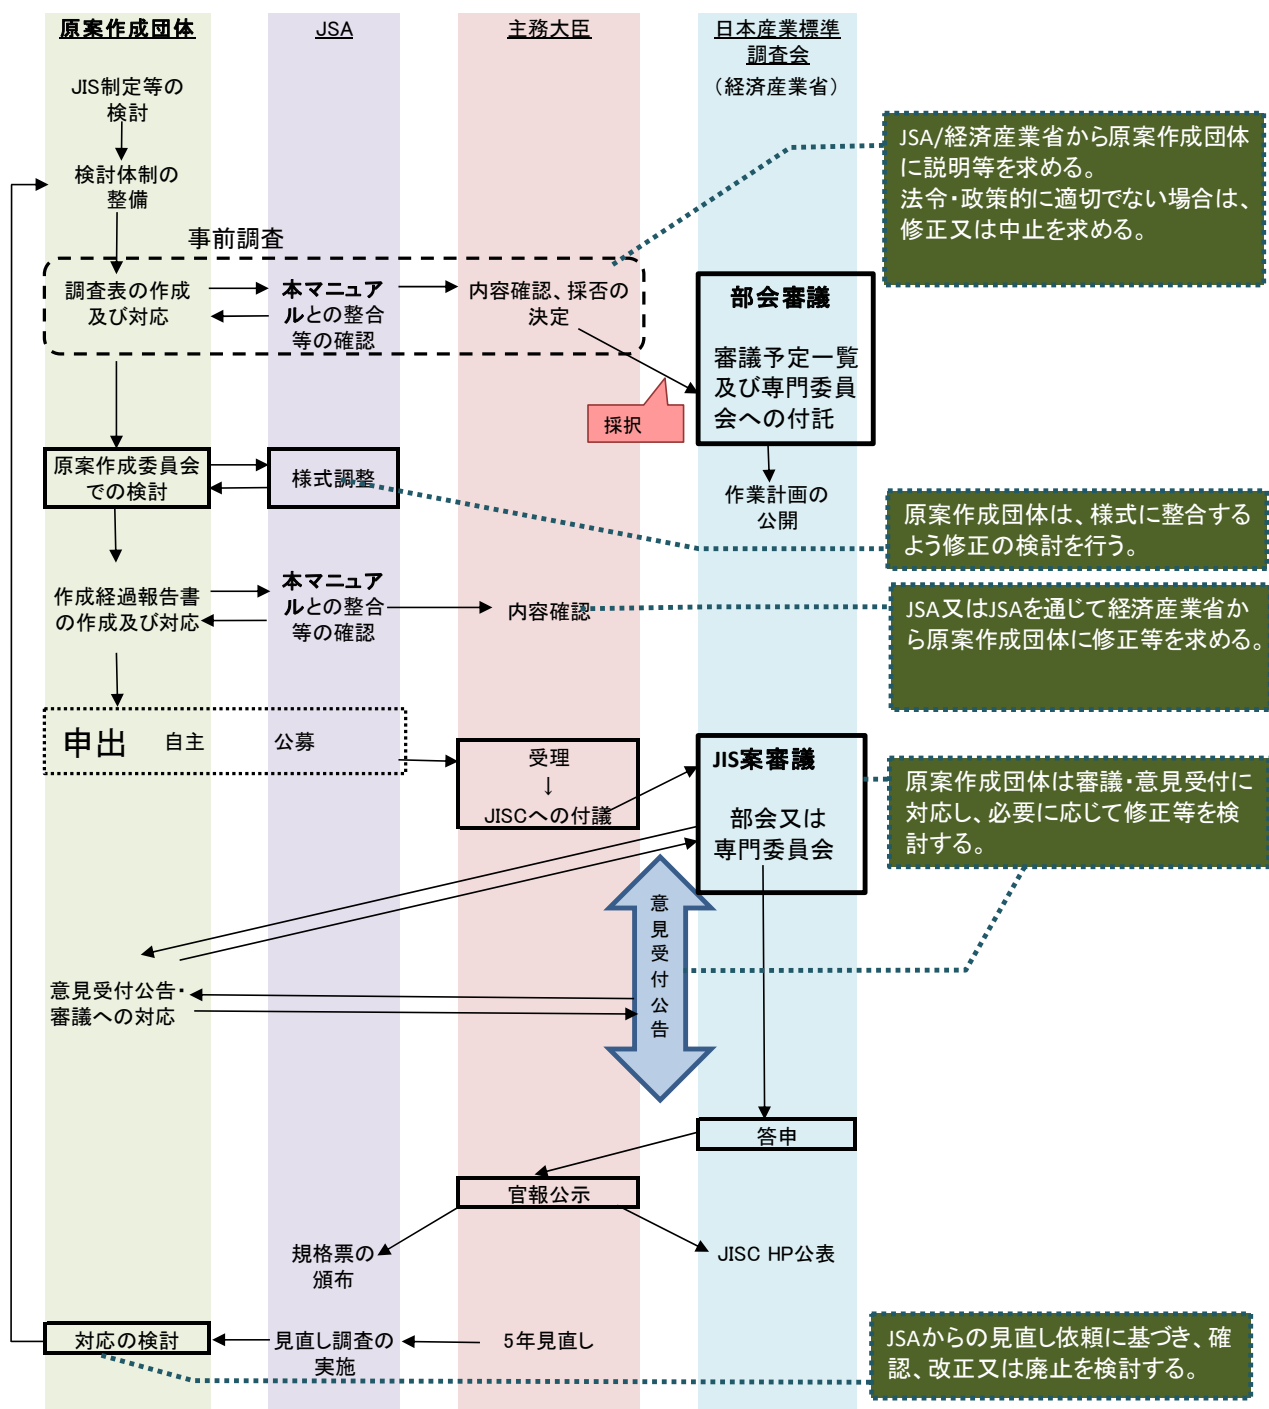 原案作成団体
JSA
主務大臣
日本産業標準
調査会
（経済産業省）
JIS制定等の
検討
検討体制の
整備
JSA/経済産業省から原案作成団体
に説明等を求める。
法令・政策的に適切でない場合は、
修正又は中止を求める。
事前調査
調査表の作成
及び対応
本マニュア
ルとの整合
等の確認
内容確認、採否の
決定
部会審議
審議予定一覧
及び専門委員
会への付託
採択
原案作成委員会
での検討
様式調整
作業計画の
公開
原案作成団体は、様式に整合する
よう修正の検討を行う。
作成経過報告書
の作成及び対応
本マニュア
ルとの整合
等の確認
内容確認
JSA又はJSAを通じて経済産業省か
ら原案作成団体に修正等を求める。
申出 自主 公募
受理
↓
JISCへの付議
JIS案審議
部会又は
専門委員会
原案作成団体は審議・意見受付に
対応し、必要に応じて修正等を検
討する。
意見受付公告
意見受付公告・
審議への対応
答申
官報公示
規格票の
頒布
JISC HP公表
対応の検討
見直し調査の
実施
5年見直し
JSAからの見直し依頼に基づき、確
認、改正又は廃止を検討する。